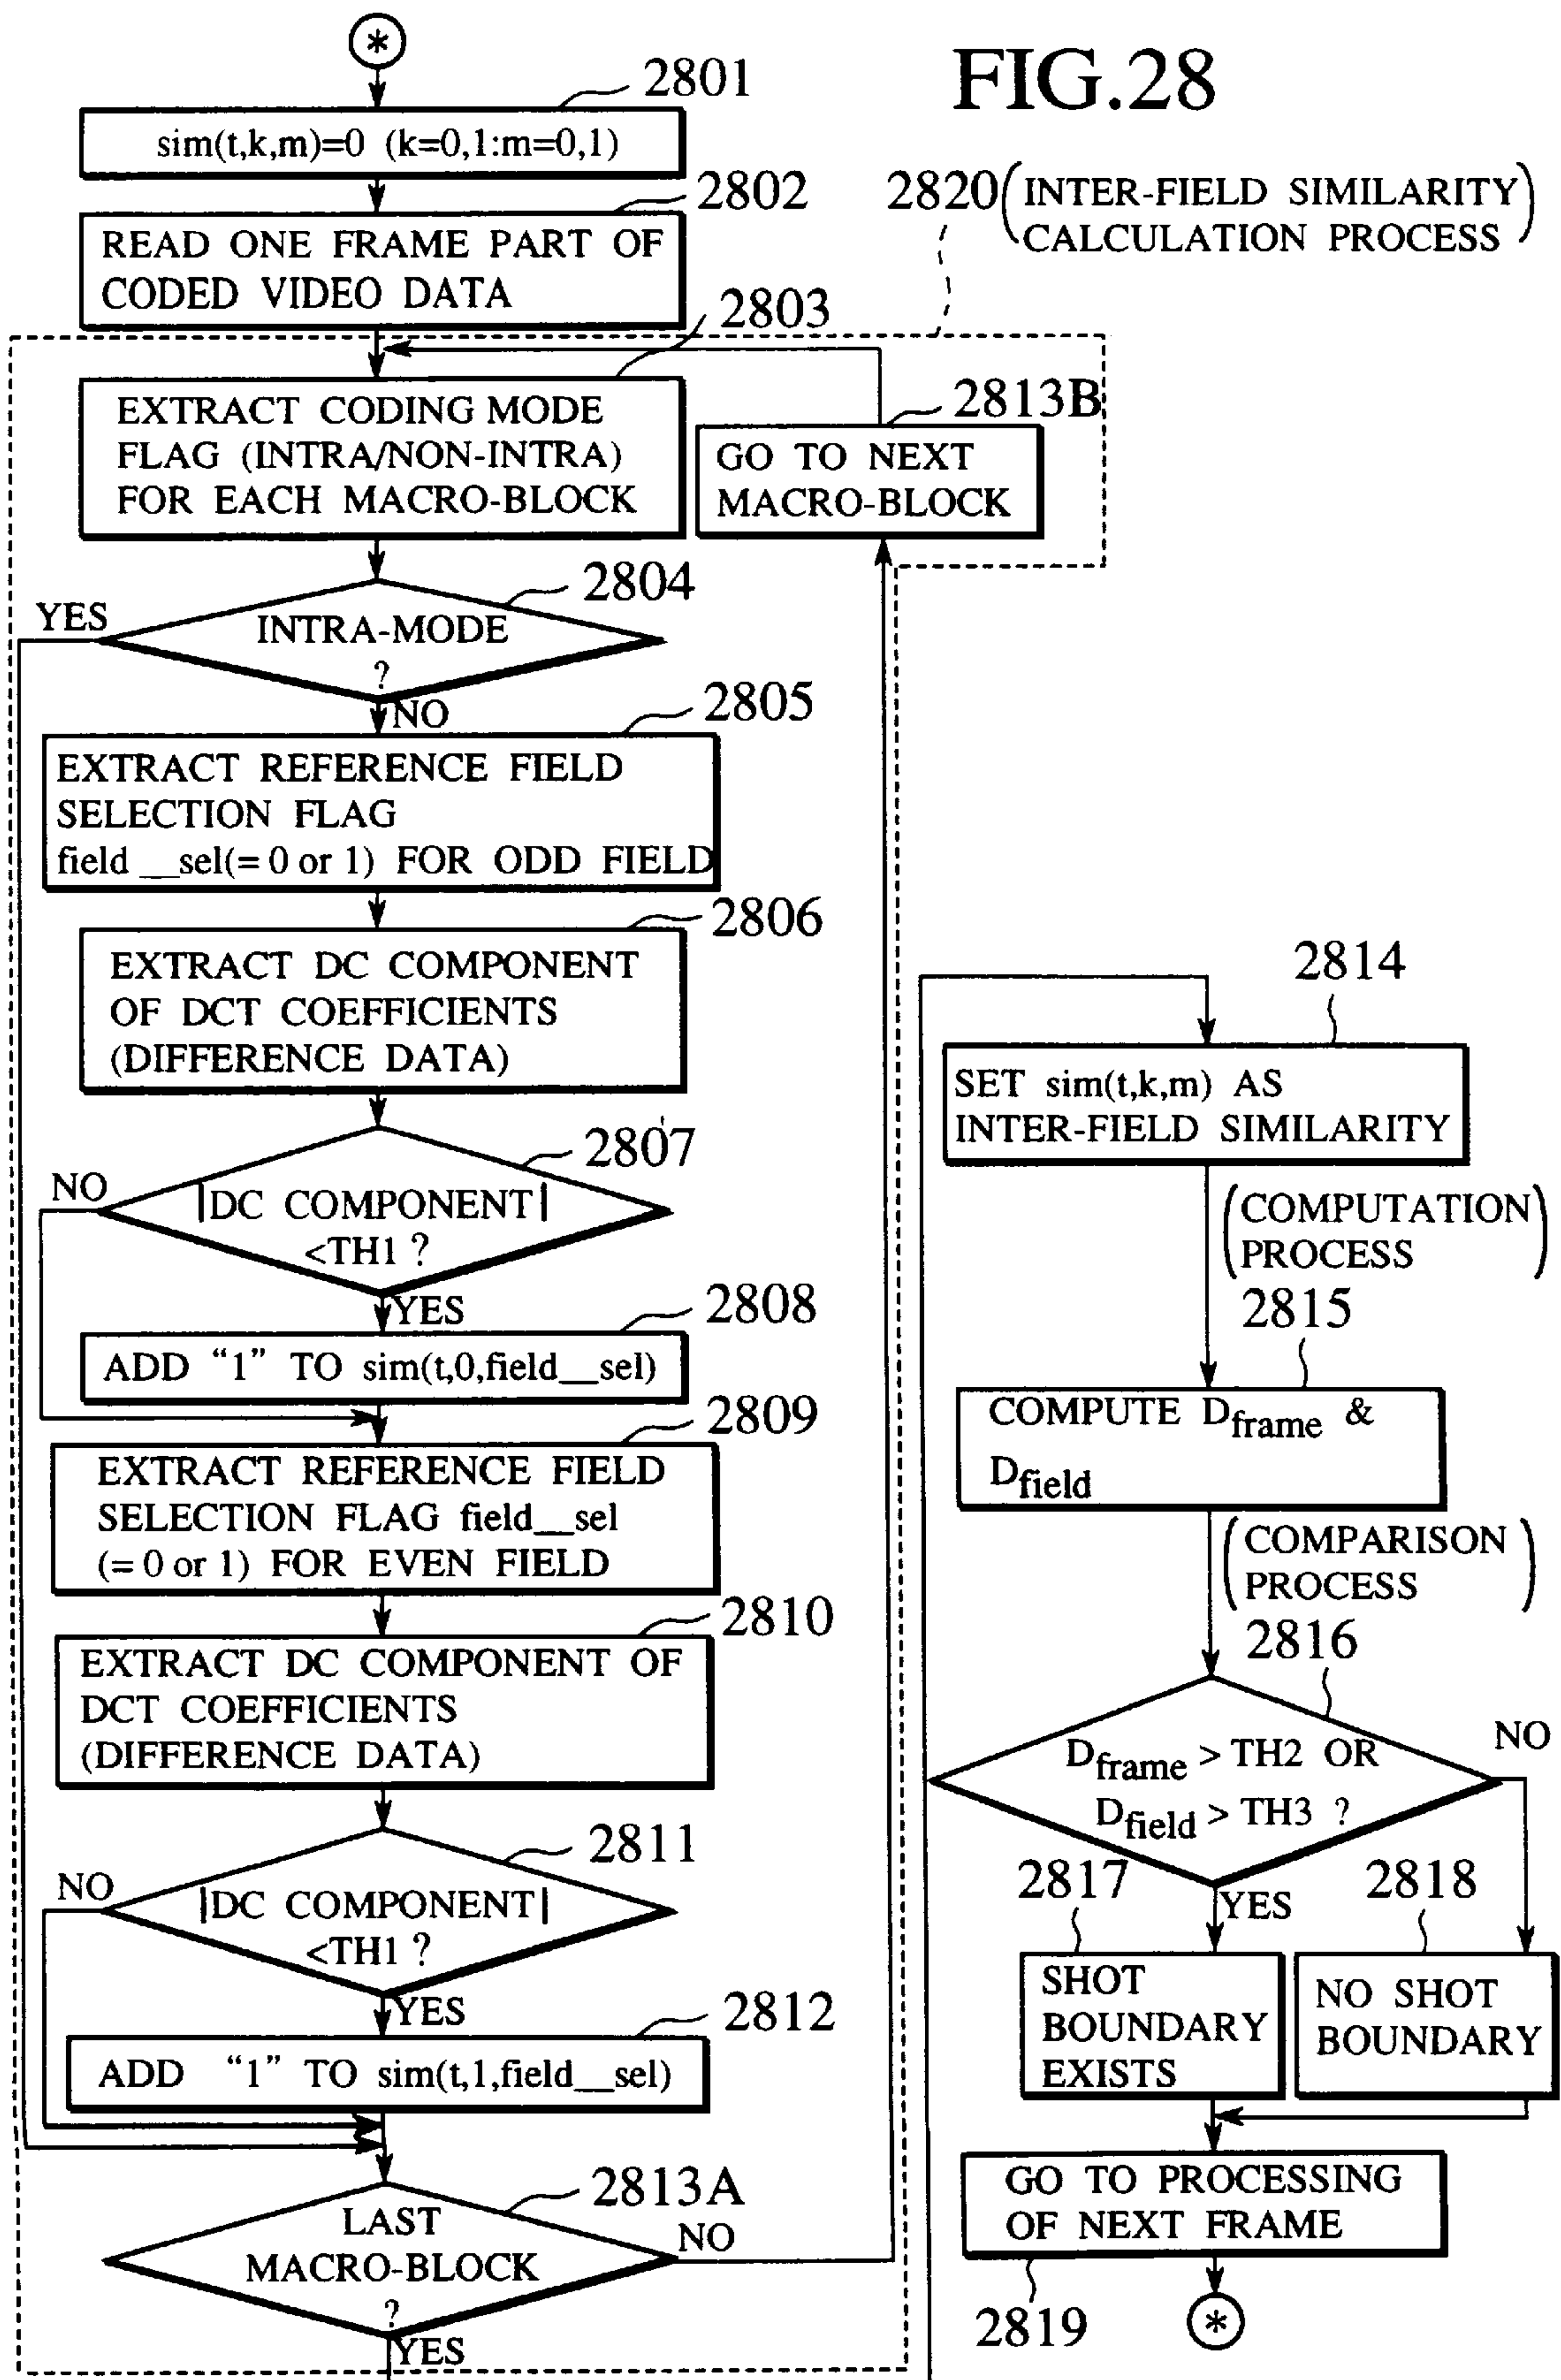 *
FIG.28
2801
sim(t,k,m)=0 (k=0,1:m=0,1)
2802
READ ONE FRAME PART OF
CODED VIDEO DATA
2820 (INTER-FIELD SIMILARITY
CALCULATION PROCESS)
2803
EXTRACT CODING MODE
FLAG (INTRA/NON-INTRA)
FOR EACH MACRO-BLOCK
2813B
GO TO NEXT
MACRO-BLOCK
2804
YES
INTRA-MODE
?
NO
2805
EXTRACT REFERENCE FIELD
SELECTION FLAG
field__sel(= 0 or 1) FOR ODD FIELD
2806
EXTRACT DC COMPONENT
OF DCT COEFFICIENTS
(DIFFERENCE DATA)
2807
NO
|DC COMPONENT|
<TH1 ?
YES
2808
ADD “1” TO sim(t,0,field__sel)
2809
EXTRACT REFERENCE FIELD
SELECTION FLAG field__sel
(= 0 or 1) FOR EVEN FIELD
2810
EXTRACT DC COMPONENT OF
DCT COEFFICIENTS
(DIFFERENCE DATA)
2811
NO
|DC COMPONENT|
<TH1 ?
YES
2812
ADD “1” TO sim(t,1,field__sel)
2813A
LAST
MACRO-BLOCK
?
NO
YES
2814
SET sim(t,k,m) AS
INTER-FIELD SIMILARITY
(COMPUTATION
PROCESS)
2815
COMPUTE Dframe &
Dfield
(COMPARISON
PROCESS)
2816
Dframe > TH2 OR
Dfield > TH3 ?
NO
YES
2817
SHOT
BOUNDARY
EXISTS
2818
NO SHOT
BOUNDARY
GO TO PROCESSING
OF NEXT FRAME
2819
*